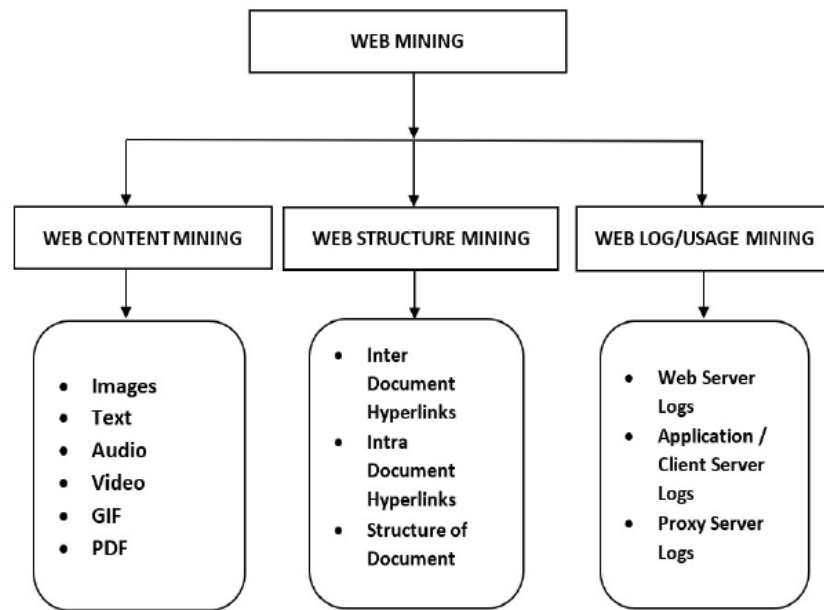 WEB MINING
WEB CONTENT MINING
WEB STRUCTURE MINING
WEB LOG/USAGE MINING
• Images
• Text
• Audio
• Video
• GIF
• PDF
• Inter
Document
Hyperlinks
• Intra
Document
Hyperlinks
• Structure of
Document
• Web Server
Logs
• Application /
Client Server
Logs
• Proxy Server
Logs